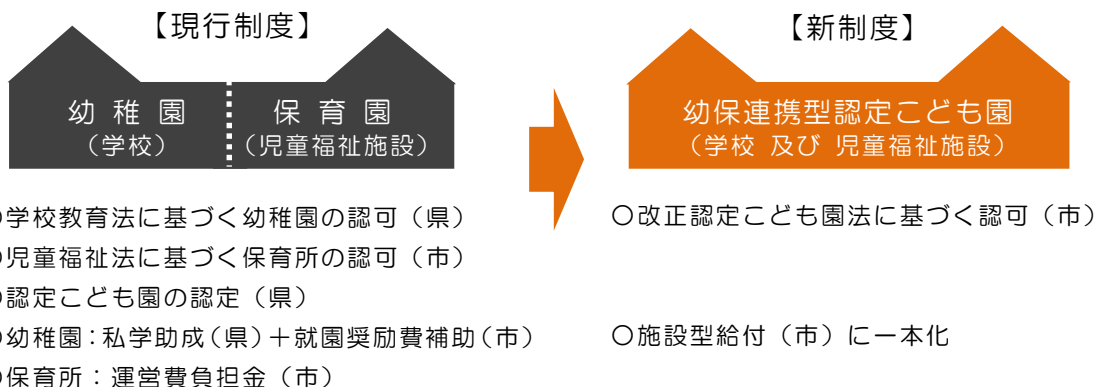 【現行制度】
幼稚園
(学校)
保育園
(児童福祉施設)
〇学校教育法に基づく幼稚園の認可(県)
〇児童福祉法に基づく保育所の認可(市)
〇認定こども園の認定(県)
〇幼稚園：私学助成(県)＋就園奨励費補助(市)
〇保育所：運営費負担金(市)
【新制度】
幼保連携型認定こども園
(学校 及び 児童福祉施設)
〇改正認定こども園法に基づく認可(市)
〇施設型給付(市)に一本化